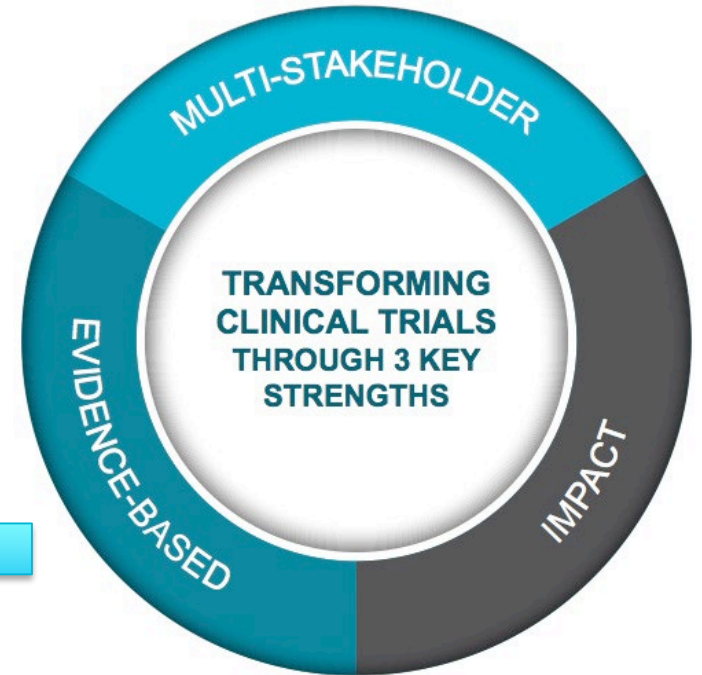 MULTI-STAKEHOLDER
TRANSFORMING
CLINICAL TRIALS
THROUGH 3 KEY
STRENGTHS
EVIDENCE-BASED
IMPACT